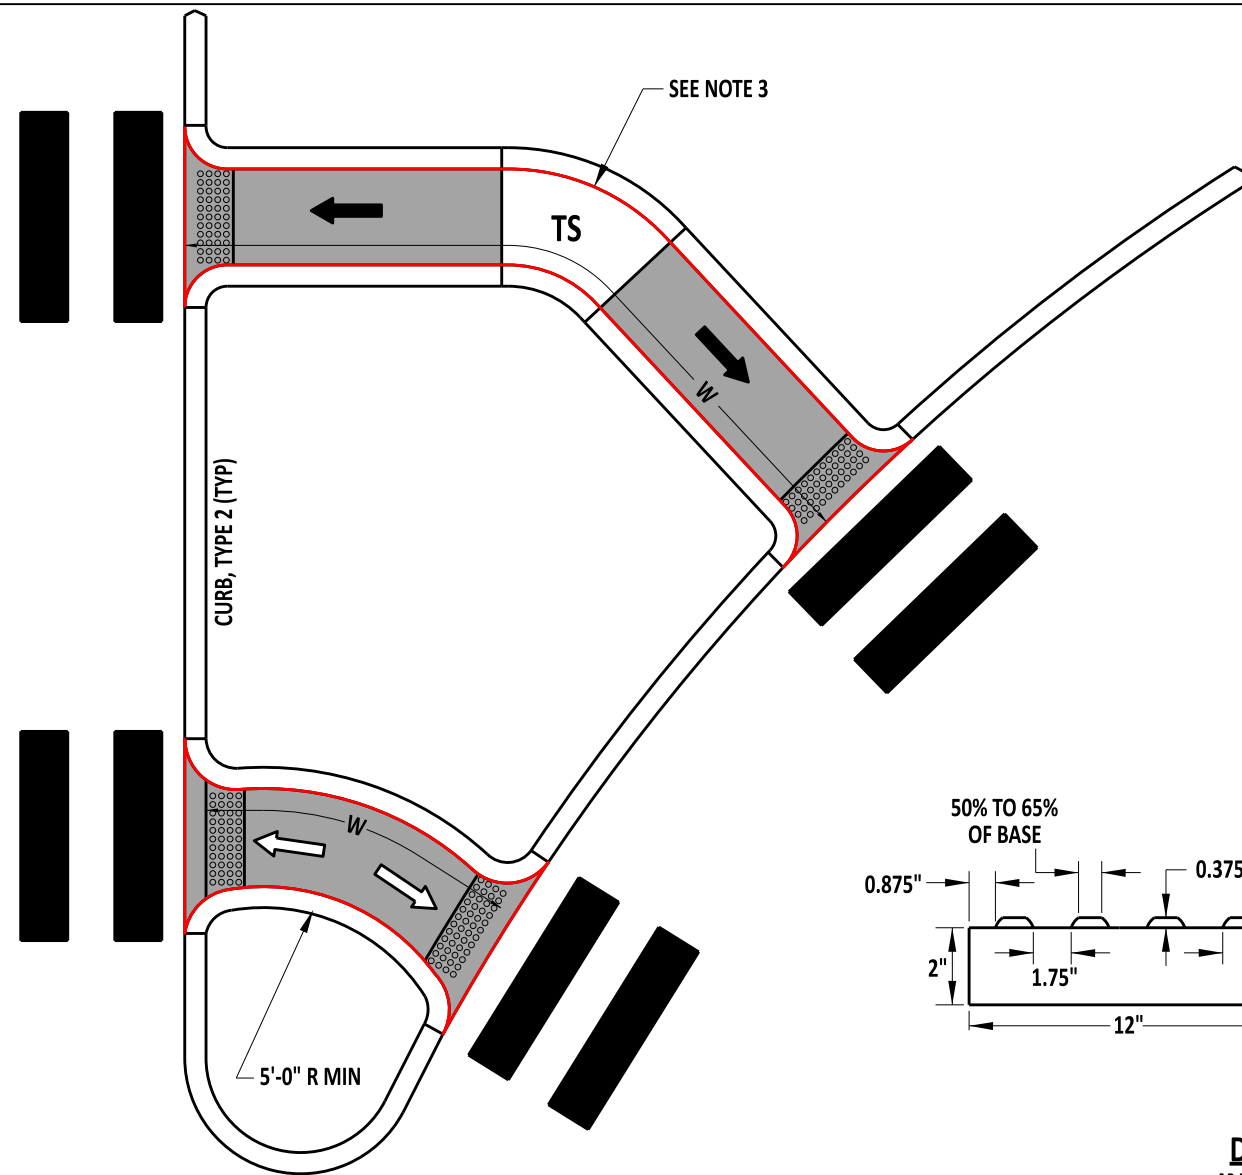 SEE NOTE 3
TS
W
CURB, TYPE 2 (TYP)
W
50% TO 65%
OF BASE
0.875"
0.375
2"
1.75"
12"
5'-0" R MIN
D